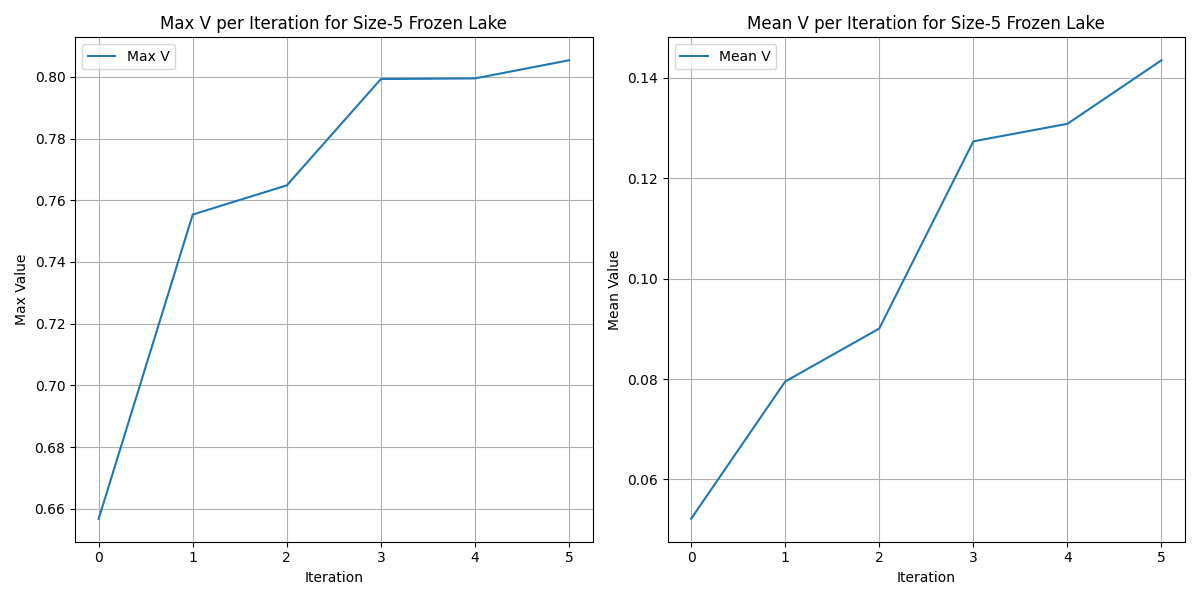 Max V per Iteration for Size-5 Frozen Lake
Max V
0.80
0.78
0.76
0.74
0.72
0.70
0.68
0.66
Max Value
0 1 2 3 4 5
Iteration
Mean V per Iteration for Size-5 Frozen Lake
Mean V
0.14
0.12
0.10
0.08
0.06
Mean Value
0 1 2 3 4 5
Iteration